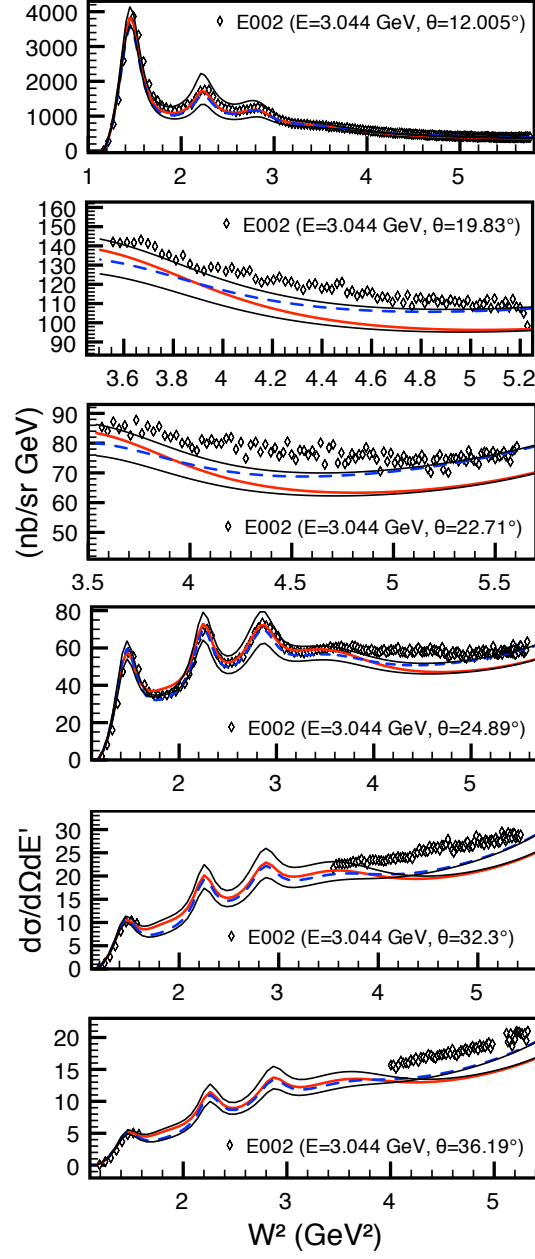 4000
3000
2000
1000
0
E002 (E=3.044 GeV, θ=12.005°)
1 2 3 4 5
160
150
140
130
120
110
100
90
E002 (E=3.044 GeV, θ=19.83°)
3.6 3.8 4 4.2 4.4 4.6 4.8 5 5.2
90
80
70
60
50
E002 (E=3.044 GeV, θ=22.71°)
3.5 4 4.5 5 5.5
(nb/sr GeV)
80
60
40
20
0
E002 (E=3.044 GeV, θ=24.89°)
2 3 4 5
30
25
20
15
10
5
0
E002 (E=3.044 GeV, θ=32.3°)
2 3 4 5
dσ/dΩdE'
20
15
10
5
0
E002 (E=3.044 GeV, θ=36.19°)
2 3 4 5
W² (GeV²)